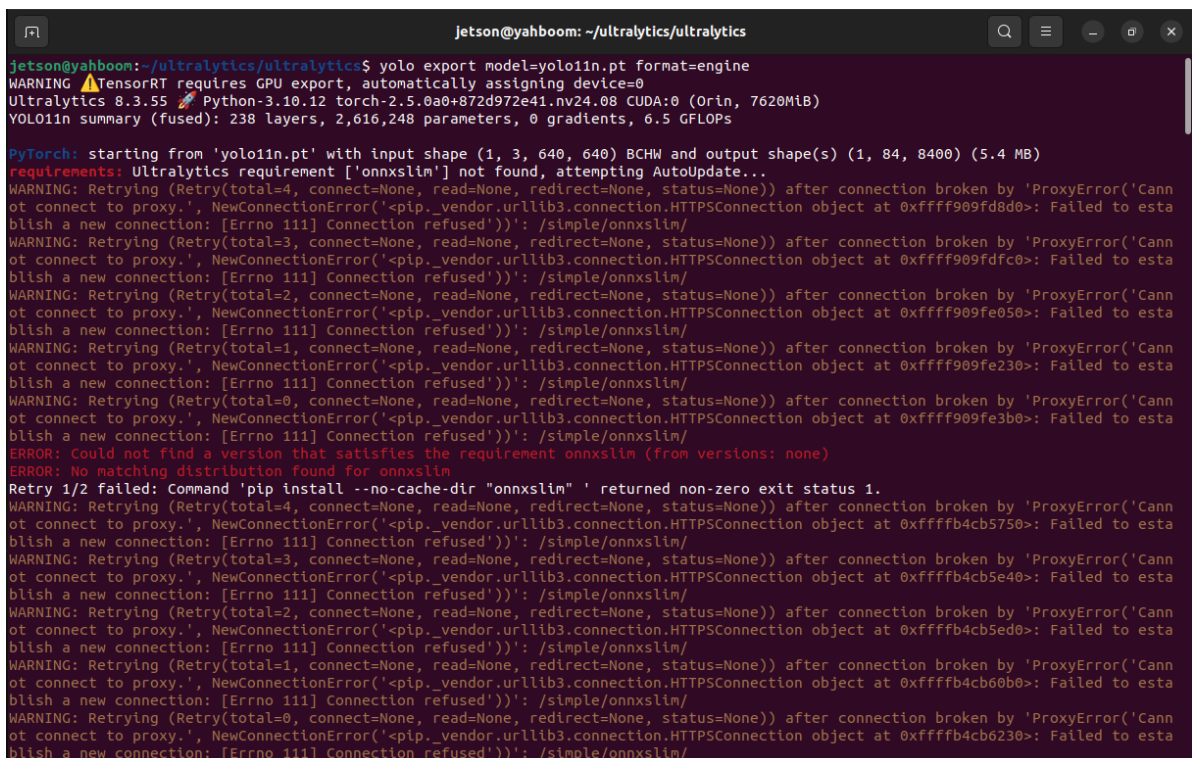 jetson@yahboom: ~/ultralytics/ultralytics
jetson@yahboom:~/ultralytics/ultralytics$ yolo export model=yolo11n.pt format=engine
WARNING ⚠️TensorRT requires GPU export, automatically assigning device=0
Ultralytics 8.3.55 🚀 Python-3.10.12 torch-2.5.0a0+872d972e41.nv24.08 CUDA:0 (Orin, 7620MiB)
YOLO11n summary (fused): 238 layers, 2,616,248 parameters, 0 gradients, 6.5 GFLOPs
PyTorch: starting from 'yolo11n.pt' with input shape (1, 3, 640, 640) BCHW and output shape(s) (1, 84, 8400) (5.4 MB)
requirements: Ultralytics requirement ['onnxslim'] not found, attempting AutoUpdate...
WARNING: Retrying (Retry(total=4, connect=None, read=None, redirect=None, status=None)) after connection broken by 'ProxyError('Cann
ot connect to proxy.', NewConnectionError('<pip._vendor.urllib3.connection.HTTPSConnection object at 0xffff909fd8d0>: Failed to esta
blish a new connection: [Errno 111] Connection refused'))': /simple/onnxslim/
WARNING: Retrying (Retry(total=3, connect=None, read=None, redirect=None, status=None)) after connection broken by 'ProxyError('Cann
ot connect to proxy.', NewConnectionError('<pip._vendor.urllib3.connection.HTTPSConnection object at 0xffff909fdfc0>: Failed to esta
blish a new connection: [Errno 111] Connection refused'))': /simple/onnxslim/
WARNING: Retrying (Retry(total=2, connect=None, read=None, redirect=None, status=None)) after connection broken by 'ProxyError('Cann
ot connect to proxy.', NewConnectionError('<pip._vendor.urllib3.connection.HTTPSConnection object at 0xffff909fe050>: Failed to esta
blish a new connection: [Errno 111] Connection refused'))': /simple/onnxslim/
WARNING: Retrying (Retry(total=1, connect=None, read=None, redirect=None, status=None)) after connection broken by 'ProxyError('Cann
ot connect to proxy.', NewConnectionError('<pip._vendor.urllib3.connection.HTTPSConnection object at 0xffff909fe230>: Failed to esta
blish a new connection: [Errno 111] Connection refused'))': /simple/onnxslim/
WARNING: Retrying (Retry(total=0, connect=None, read=None, redirect=None, status=None)) after connection broken by 'ProxyError('Cann
ot connect to proxy.', NewConnectionError('<pip._vendor.urllib3.connection.HTTPSConnection object at 0xffff909fe3b0>: Failed to esta
blish a new connection: [Errno 111] Connection refused'))': /simple/onnxslim/
ERROR: Could not find a version that satisfies the requirement onnxslim (from versions: none)
ERROR: No matching distribution found for onnxslim
Retry 1/2 failed: Command 'pip install --no-cache-dir "onnxslim" ' returned non-zero exit status 1.
WARNING: Retrying (Retry(total=4, connect=None, read=None, redirect=None, status=None)) after connection broken by 'ProxyError('Cann
ot connect to proxy.', NewConnectionError('<pip._vendor.urllib3.connection.HTTPSConnection object at 0xffffb4cb5750>: Failed to esta
blish a new connection: [Errno 111] Connection refused'))': /simple/onnxslim/
WARNING: Retrying (Retry(total=3, connect=None, read=None, redirect=None, status=None)) after connection broken by 'ProxyError('Cann
ot connect to proxy.', NewConnectionError('<pip._vendor.urllib3.connection.HTTPSConnection object at 0xffffb4cb5e40>: Failed to esta
blish a new connection: [Errno 111] Connection refused'))': /simple/onnxslim/
WARNING: Retrying (Retry(total=2, connect=None, read=None, redirect=None, status=None)) after connection broken by 'ProxyError('Cann
ot connect to proxy.', NewConnectionError('<pip._vendor.urllib3.connection.HTTPSConnection object at 0xffffb4cb5ed0>: Failed to esta
blish a new connection: [Errno 111] Connection refused'))': /simple/onnxslim/
WARNING: Retrying (Retry(total=1, connect=None, read=None, redirect=None, status=None)) after connection broken by 'ProxyError('Cann
ot connect to proxy.', NewConnectionError('<pip._vendor.urllib3.connection.HTTPSConnection object at 0xffffb4cb60b0>: Failed to esta
blish a new connection: [Errno 111] Connection refused'))': /simple/onnxslim/
WARNING: Retrying (Retry(total=0, connect=None, read=None, redirect=None, status=None)) after connection broken by 'ProxyError('Cann
ot connect to proxy.', NewConnectionError('<pip._vendor.urllib3.connection.HTTPSConnection object at 0xffffb4cb6230>: Failed to esta
blish a new connection: [Errno 111] Connection refused'))': /simple/onnxslim/